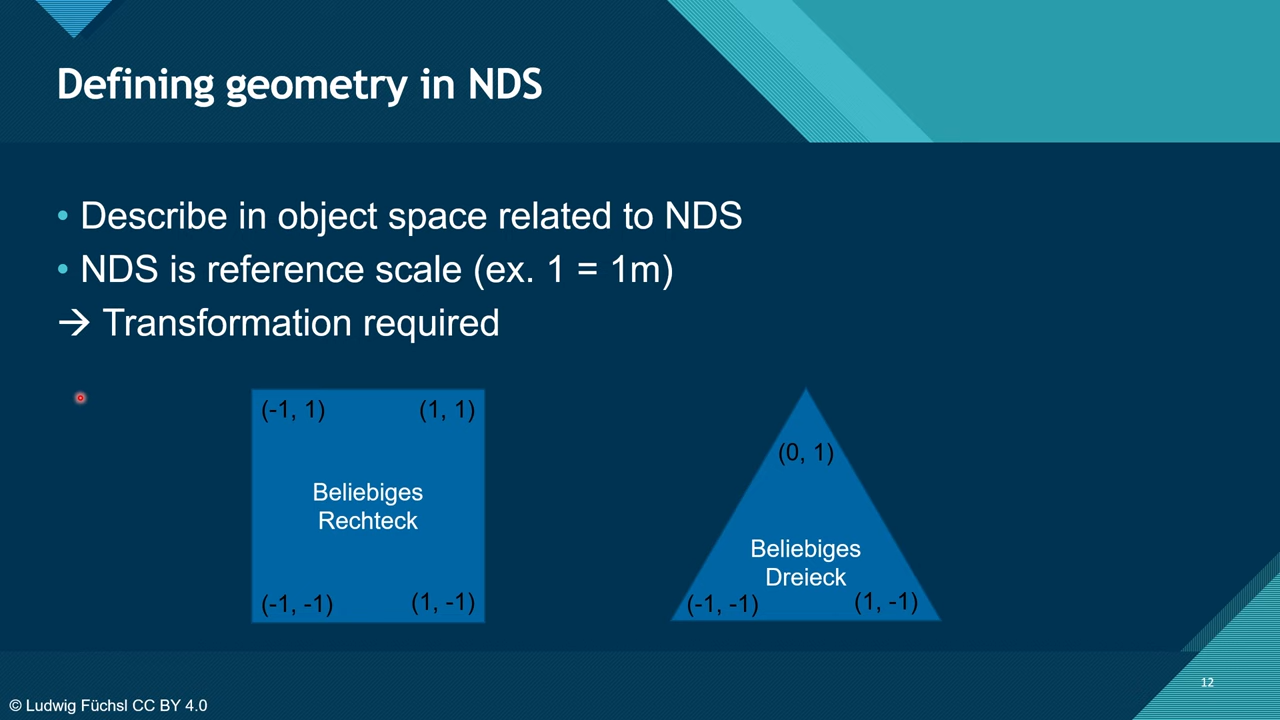 Defining geometry in NDS
• Describe in object space related to NDS
• NDS is reference scale (ex. 1 = 1m)
→ Transformation required
(-1, 1) (1, 1)
Beliebiges
Rechteck
(-1, -1) (1, -1)
(0, 1)
Beliebiges
Dreieck
(-1, -1) (1, -1)
12
© Ludwig Füchsl CC BY 4.0